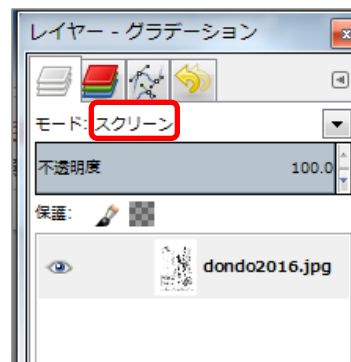 レイヤー - グラデーション
モード: スクリーン
不透明度 100.0
保護:
dondo2016.jpg